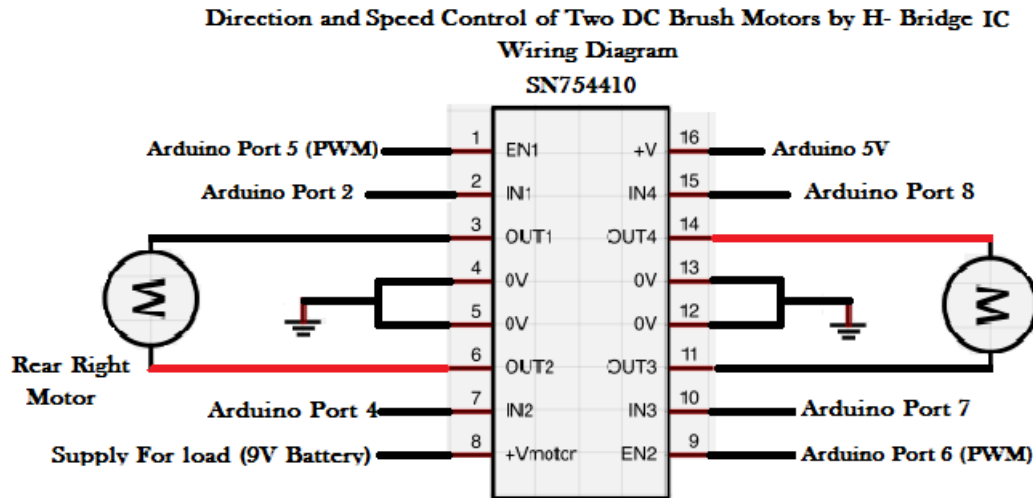 Direction and Speed Control of Two DC Brush Motors by H- Bridge IC
Wiring Diagram
SN754410
Arduino Port 5 (PWM) 1 EN1 +V 16 Arduino 5V
Arduino Port 2 2 IN1 IN4 15 Arduino Port 8
3 OUT1 OUT4 14
M 4 0V 0V 13 M
5 0V 0V 12
6 OUT2 OUT3 11
Rear Right
Motor
Arduino Port 4 7 IN2 IN3 10 Arduino Port 7
Supply For load (9V Battery) 8 +Vmotor EN2 9 Arduino Port 6 (PWM)